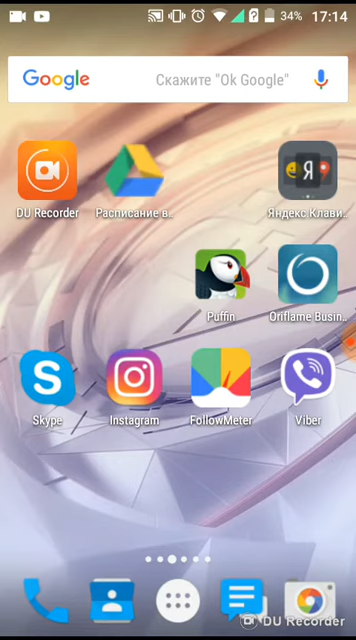 34% 17:14
Google Скажите "Ok Google"
DU Recorder Расписание в.. Яндекс.Клави..
Я
Puffin Oriflame Busin..
S
Skype Instagram FollowMeter Viber
DU Recorder